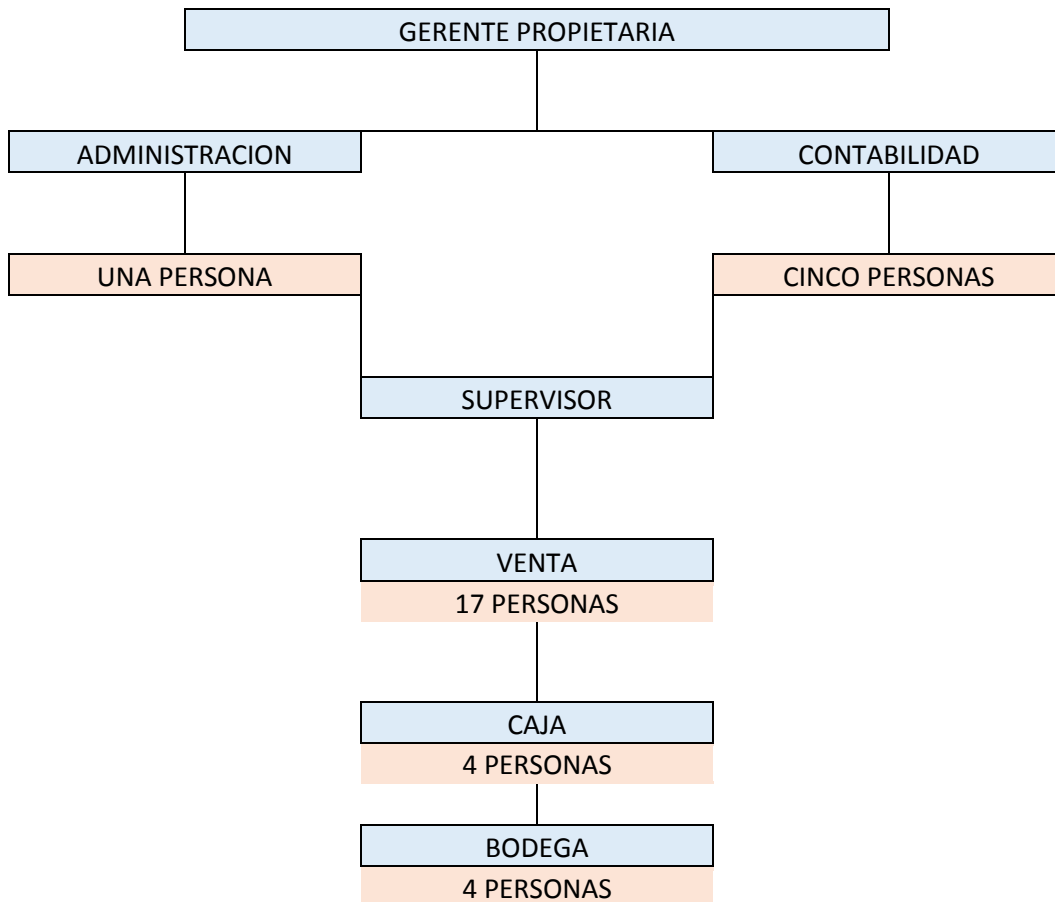 GERENTE PROPIETARIA
ADMINISTRACION
CONTABILIDAD
UNA PERSONA
CINCO PERSONAS
SUPERVISOR
VENTA
17 PERSONAS
CAJA
4 PERSONAS
BODEGA
4 PERSONAS